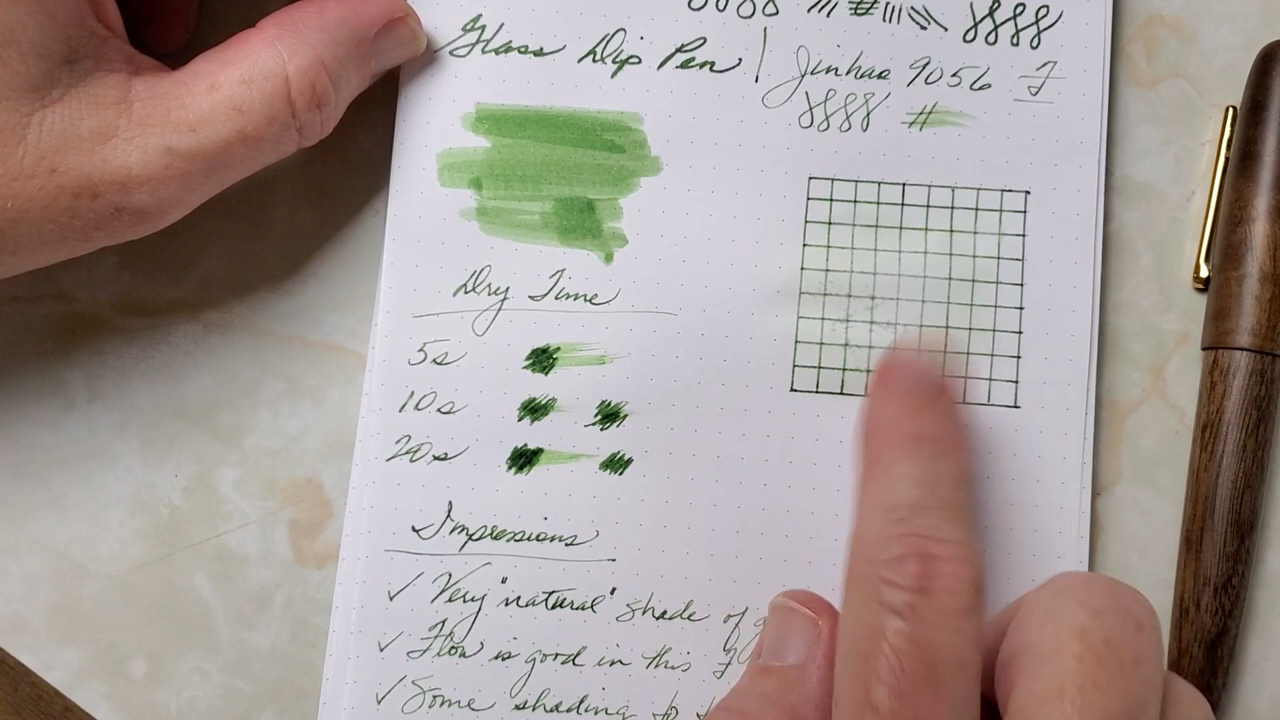 Glass Dip Pen | Jinhao 9056 F
Dry Time
5s
10s
20s
Impressions
✓ Very "natural" shade of
✓ Flow is good in this F
✓ Some shading to